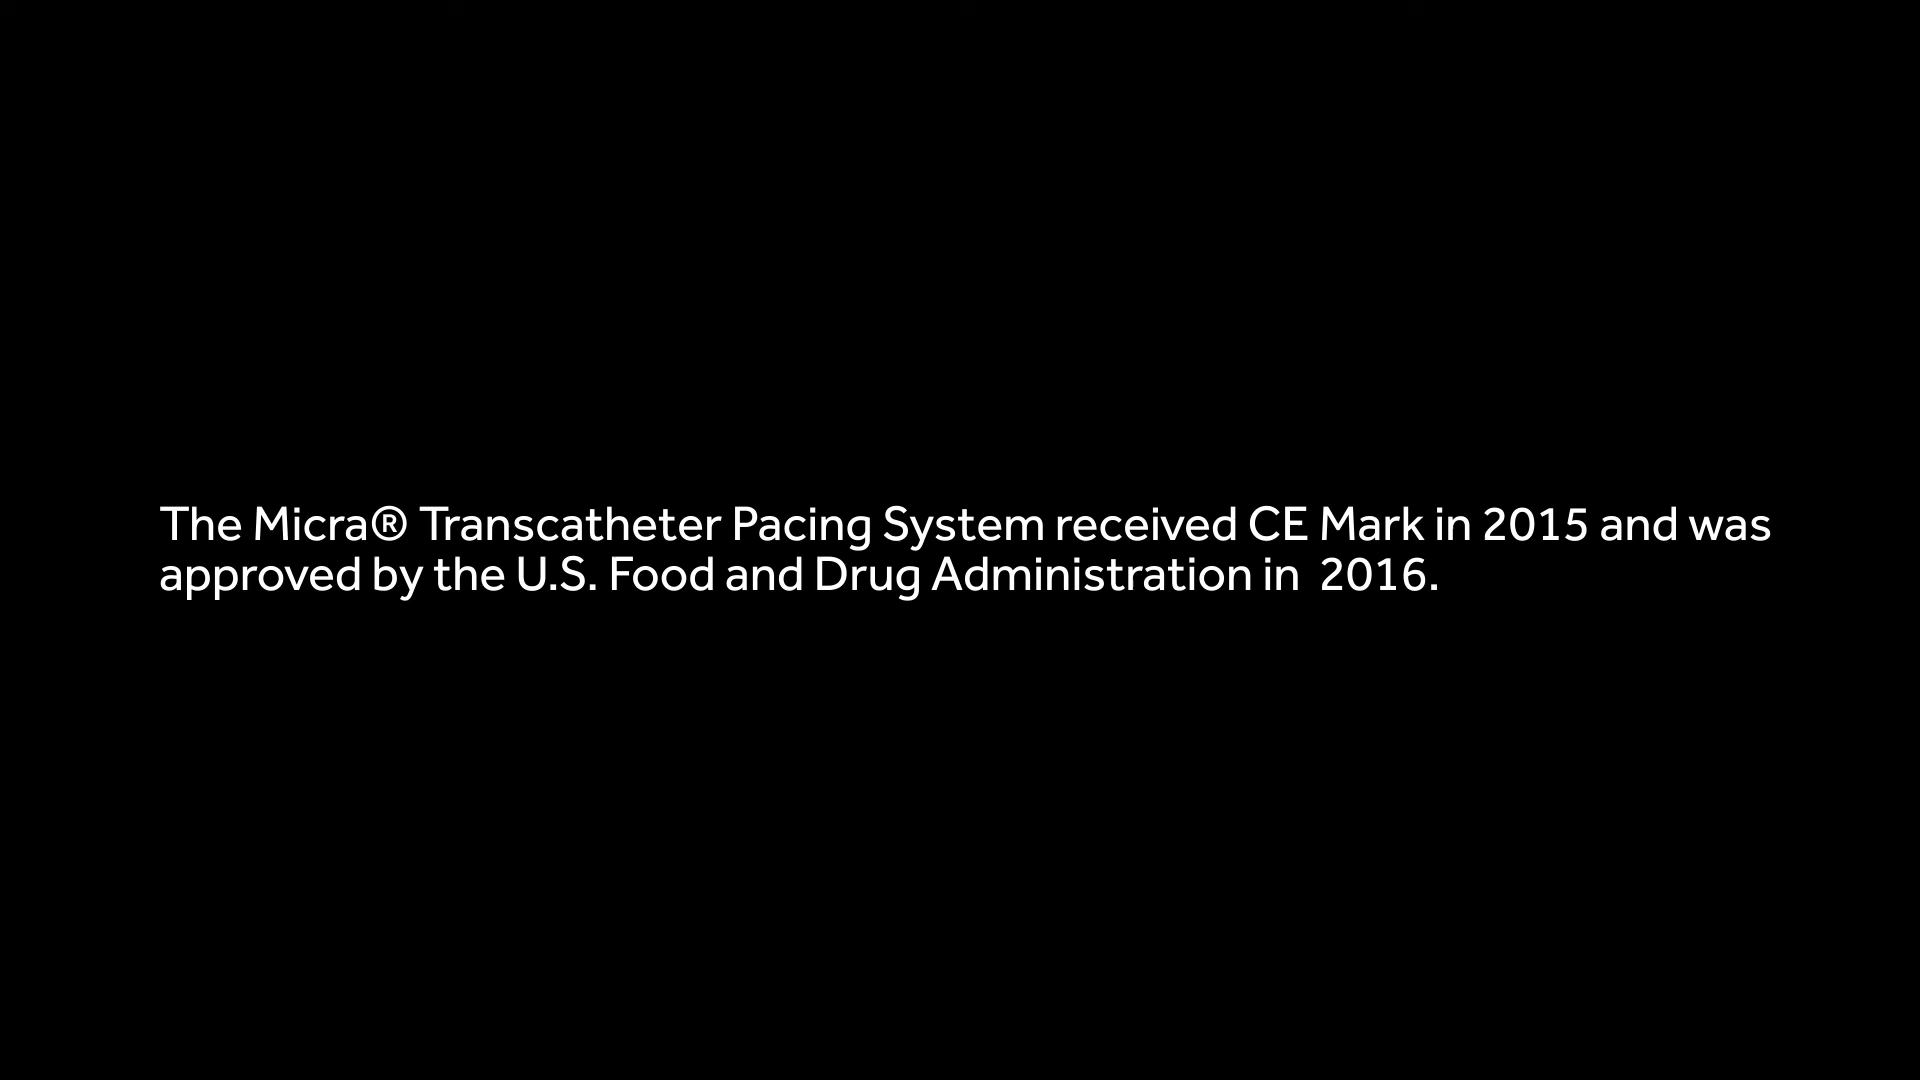 The Micra® Transcatheter Pacing System received CE Mark in 2015 and was
approved by the U.S. Food and Drug Administration in  2016.